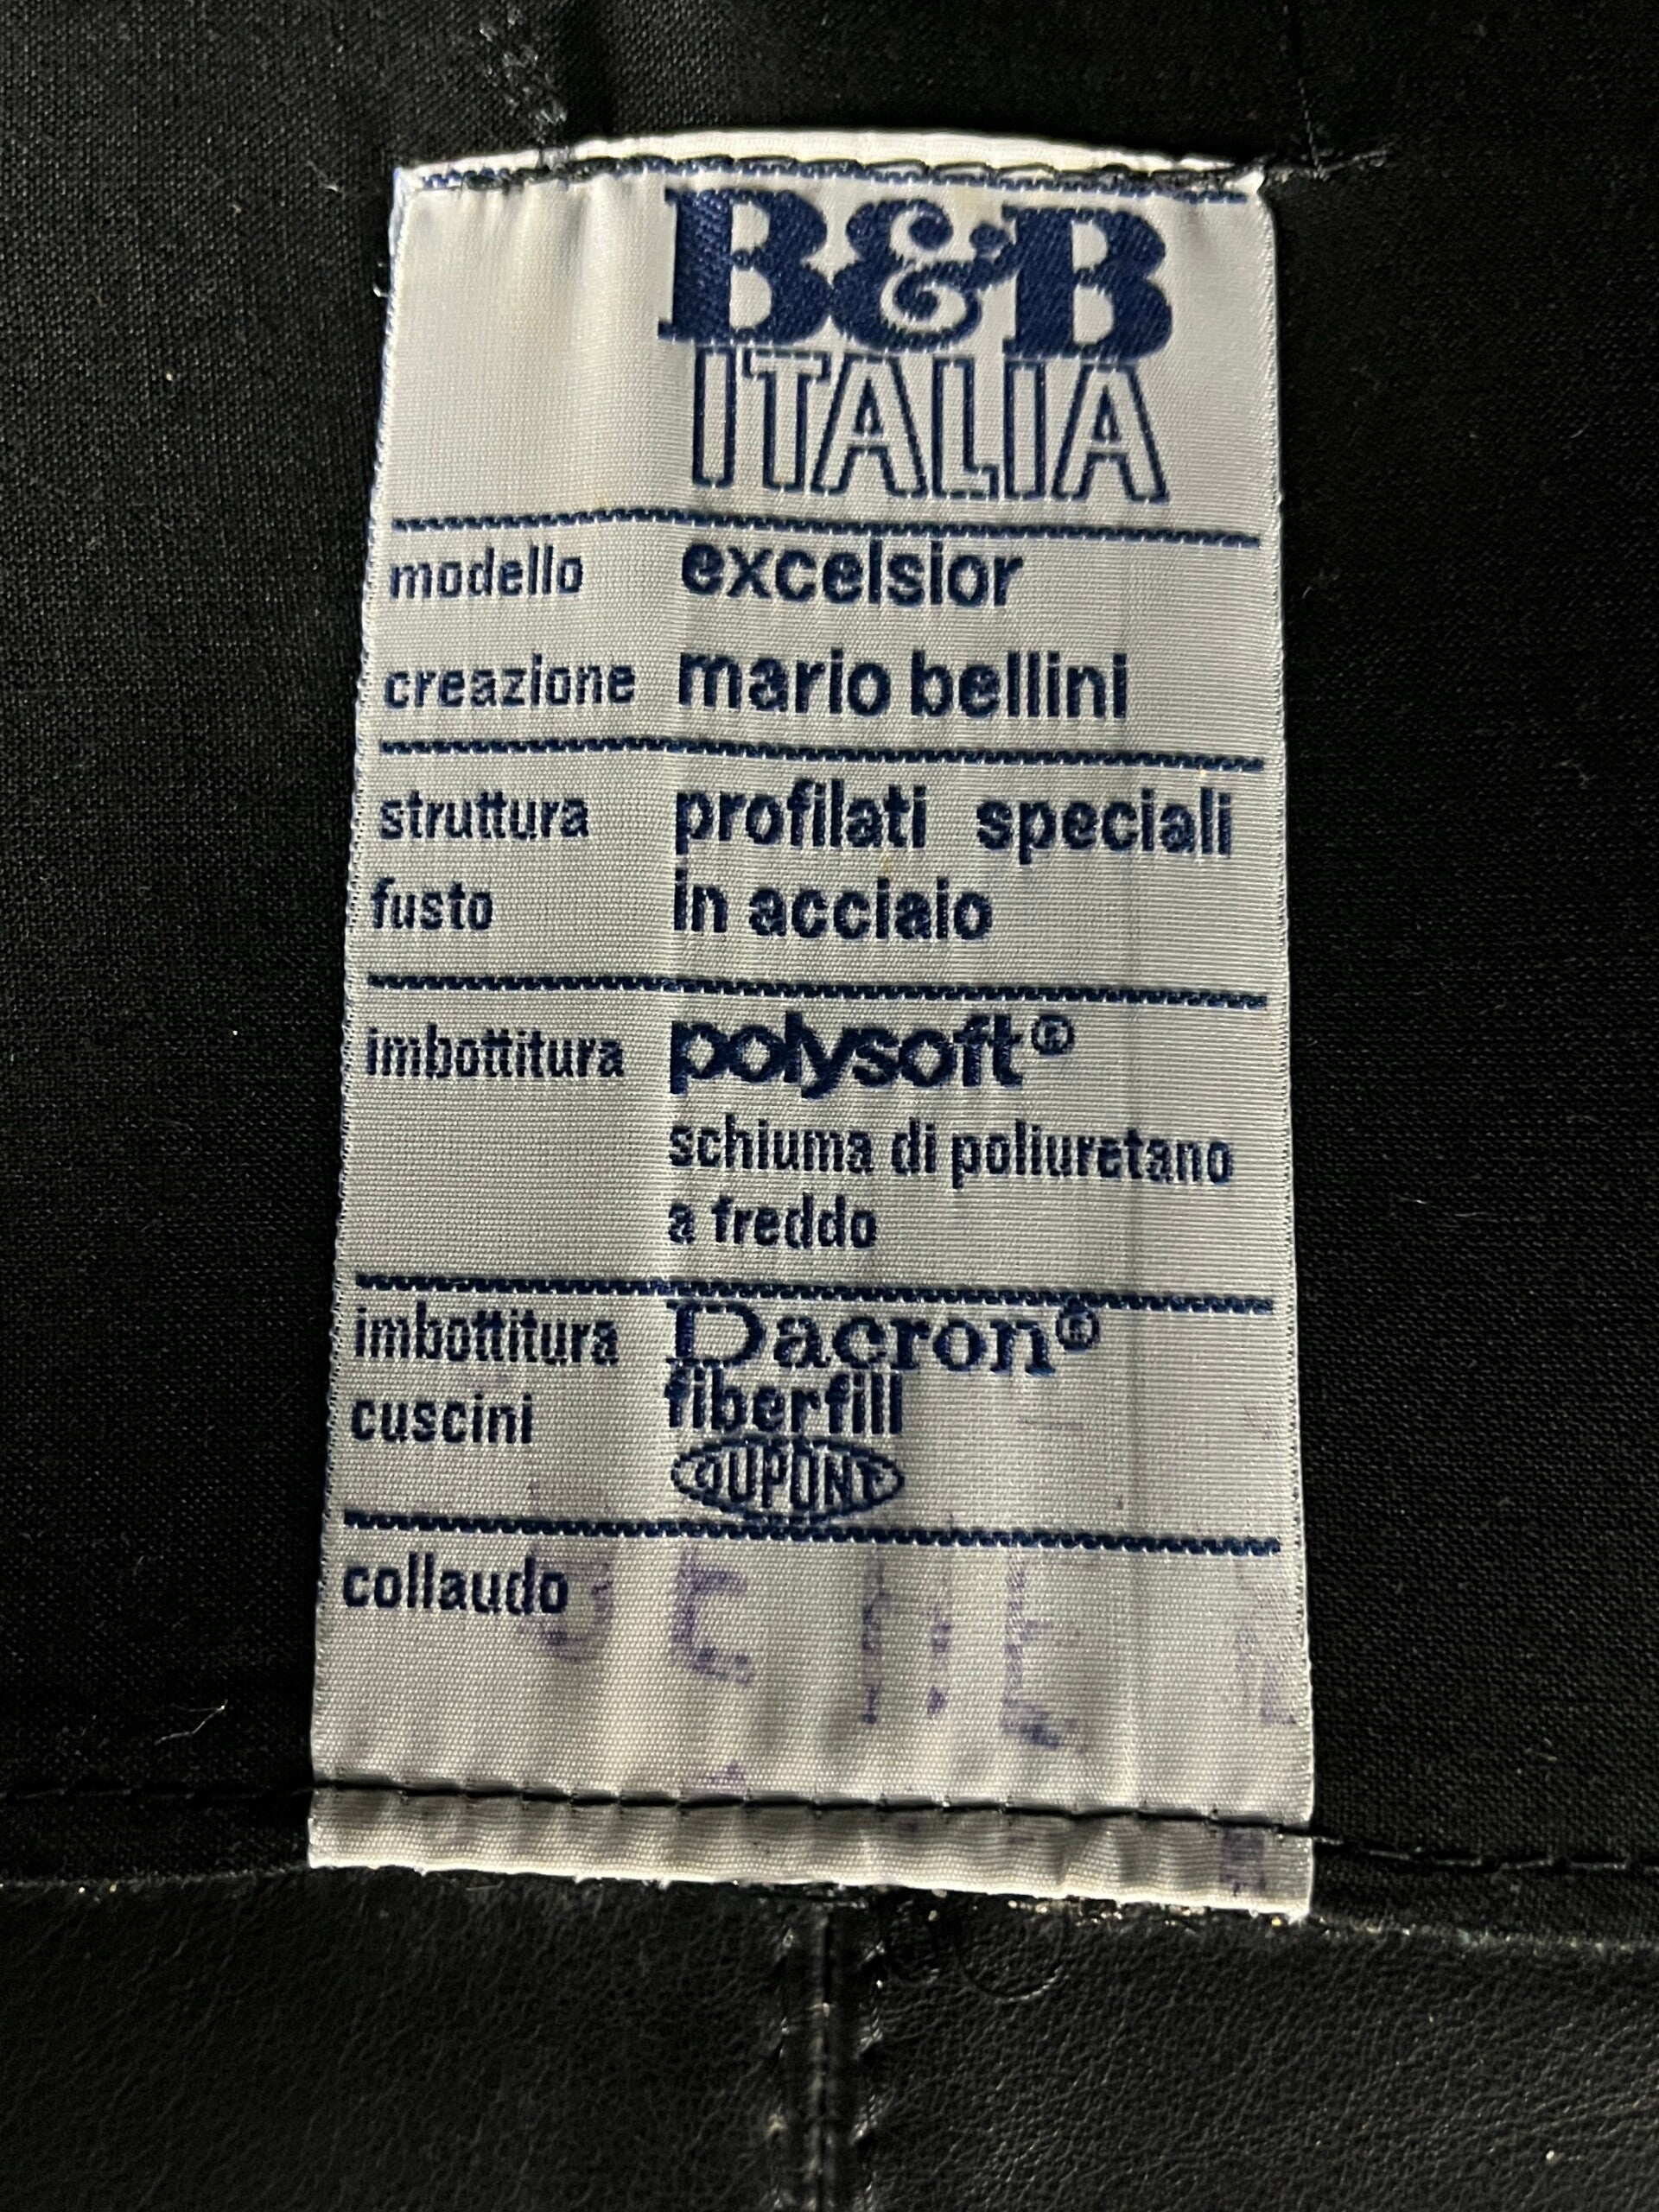 B&B
ITALIA
modello excelsior
creazione mario bellini
struttura profilati speciali
fusto in acciaio
imbottitura polysoft®
schiuma di poliuretano
a freddo
imbottitura Dacron®
cuscini fiberfill
DUPONT
collaudo